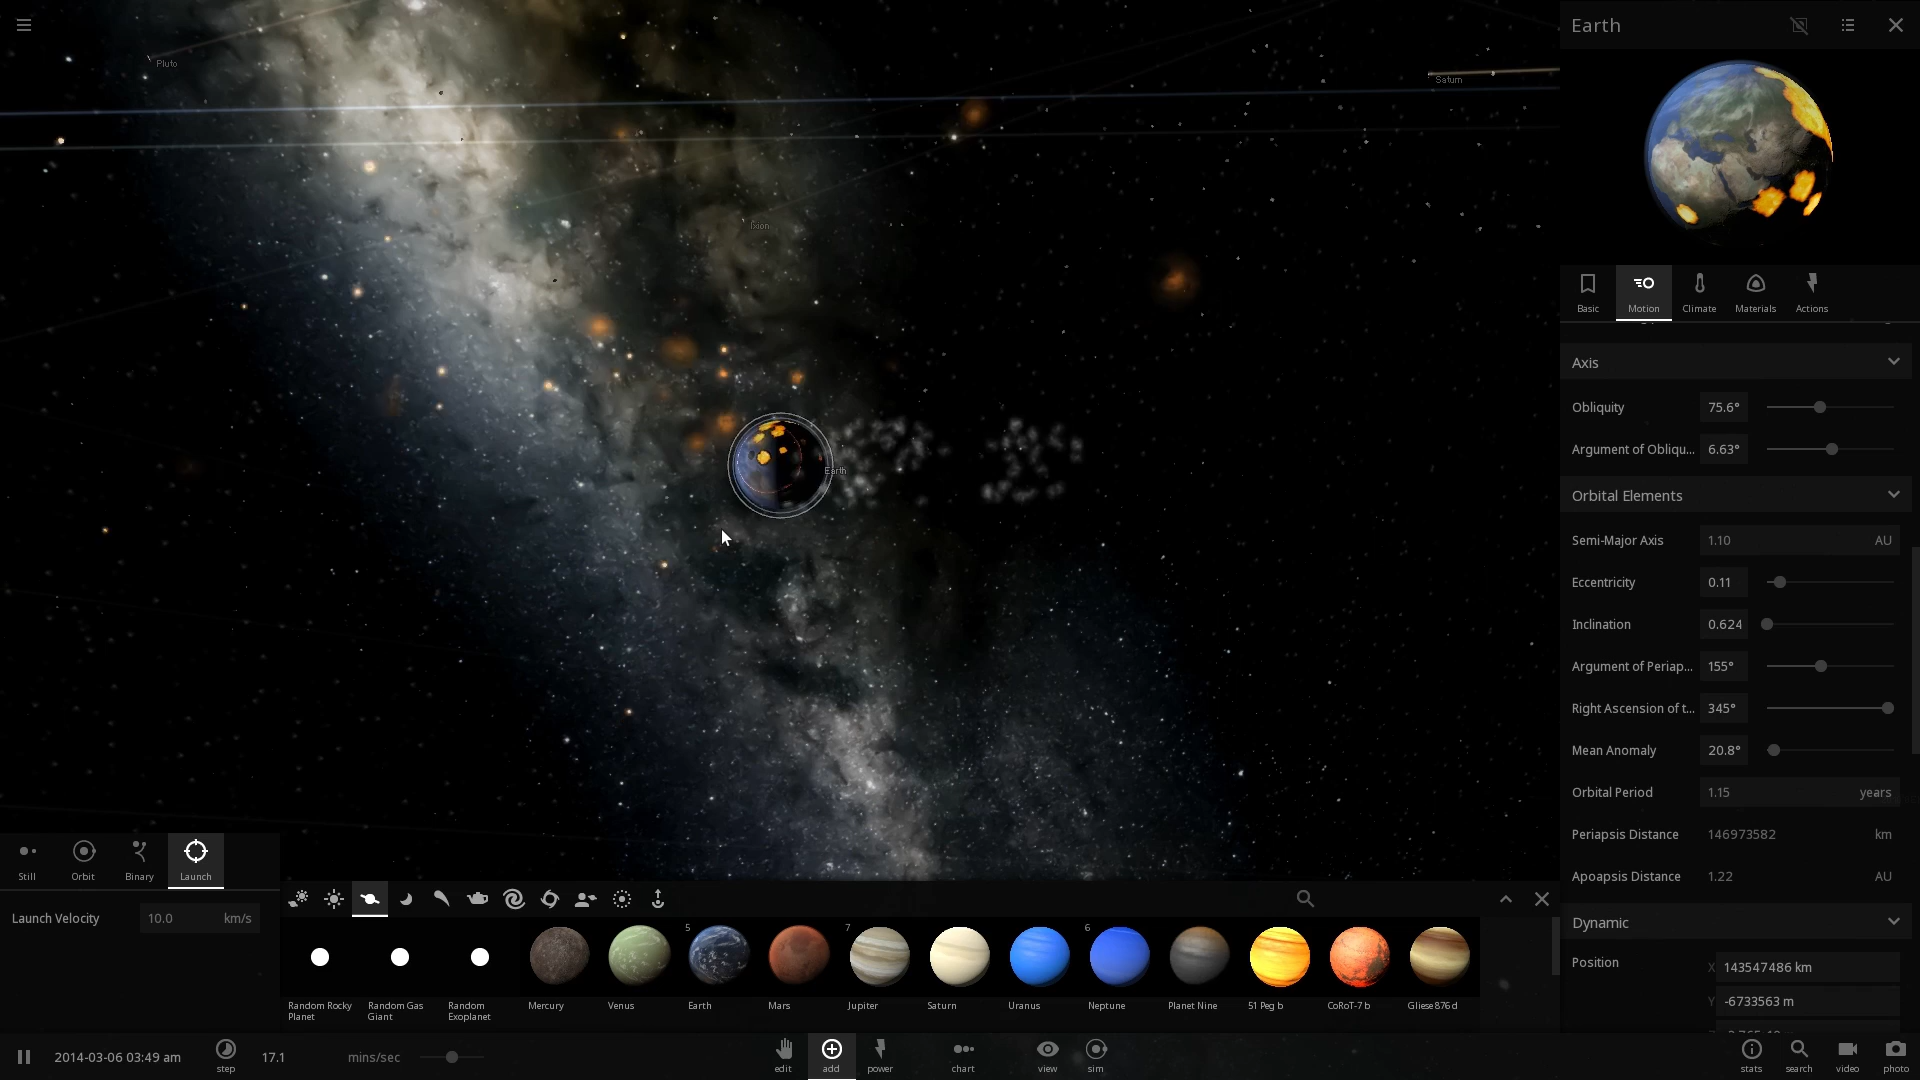 Earth
Pluto
Saturn
Ixion
Earth
Basic
Motion
Climate
Materials
Actions
Axis
Obliquity 75.6°
Argument of Obliqu... 6.63°
Orbital Elements
Semi-Major Axis 1.10 AU
Eccentricity 0.11
Inclination 0.624
Argument of Periap... 155°
Right Ascension of t... 345°
Mean Anomaly 20.8°
Orbital Period 1.15 years
Periapsis Distance 146973582 km
Apoapsis Distance 1.22 AU
Dynamic
Position X 143547486 km
Y -6733563 m
Still
Orbit
Binary
Launch
Launch Velocity 10.0 km/s
5
7
6
Random Rocky
Planet
Random Gas
Giant
Random
Exoplanet
Mercury
Venus
Earth
Mars
Jupiter
Saturn
Uranus
Neptune
Planet Nine
51 Peg b
CoRoT-7 b
Gliese 876 d
2014-03-06 03:49 am
step
17.1 mins/sec
edit
add
power
chart
view
sim
stats
search
video
photo